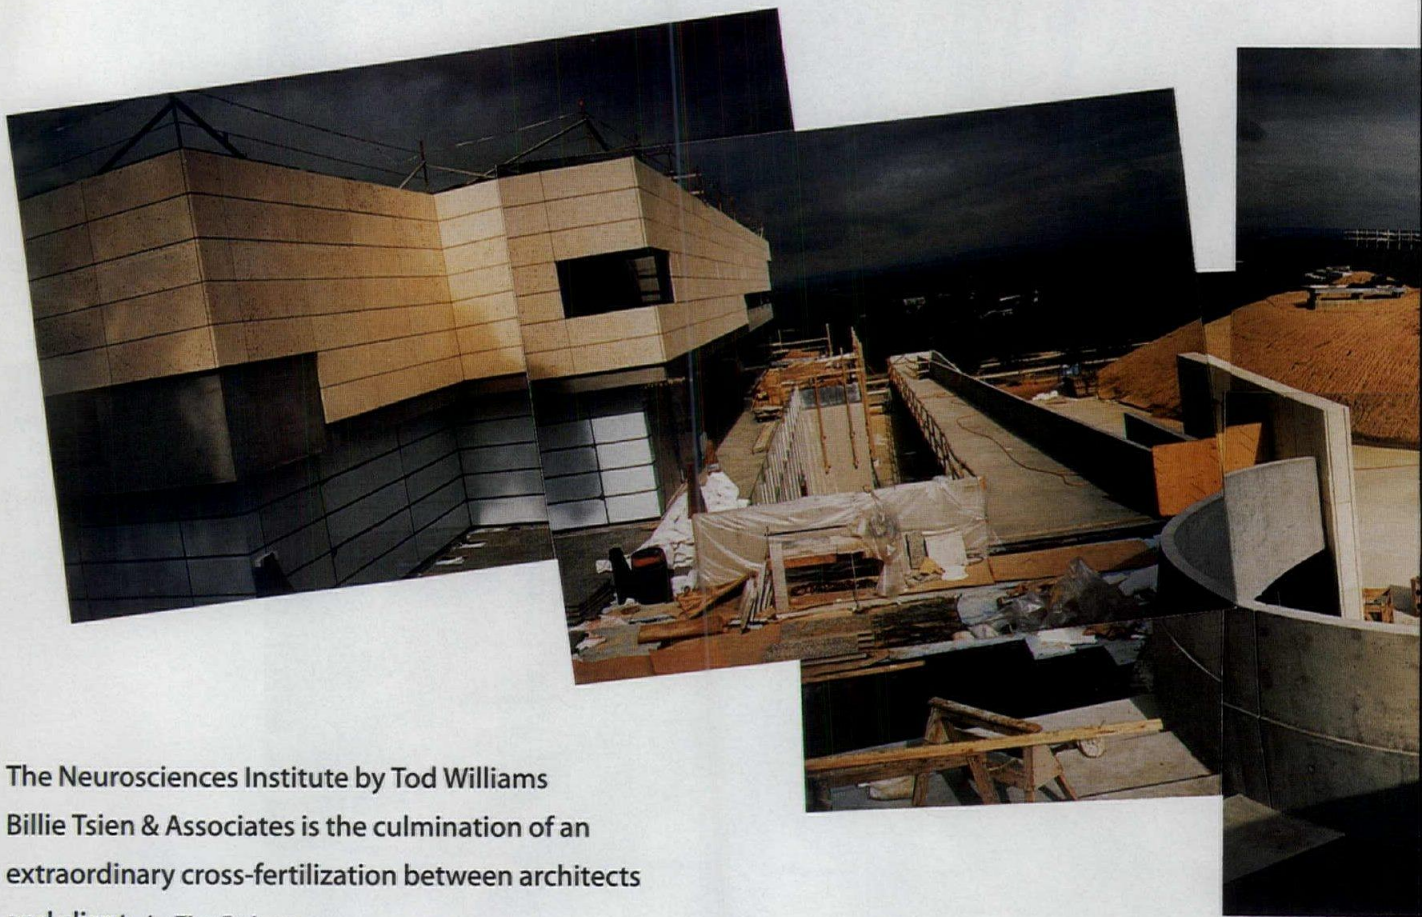 The Neurosciences Institute by Tod Williams
Billie Tsien & Associates is the culmination of an
extraordinary cross-fertilization between architects